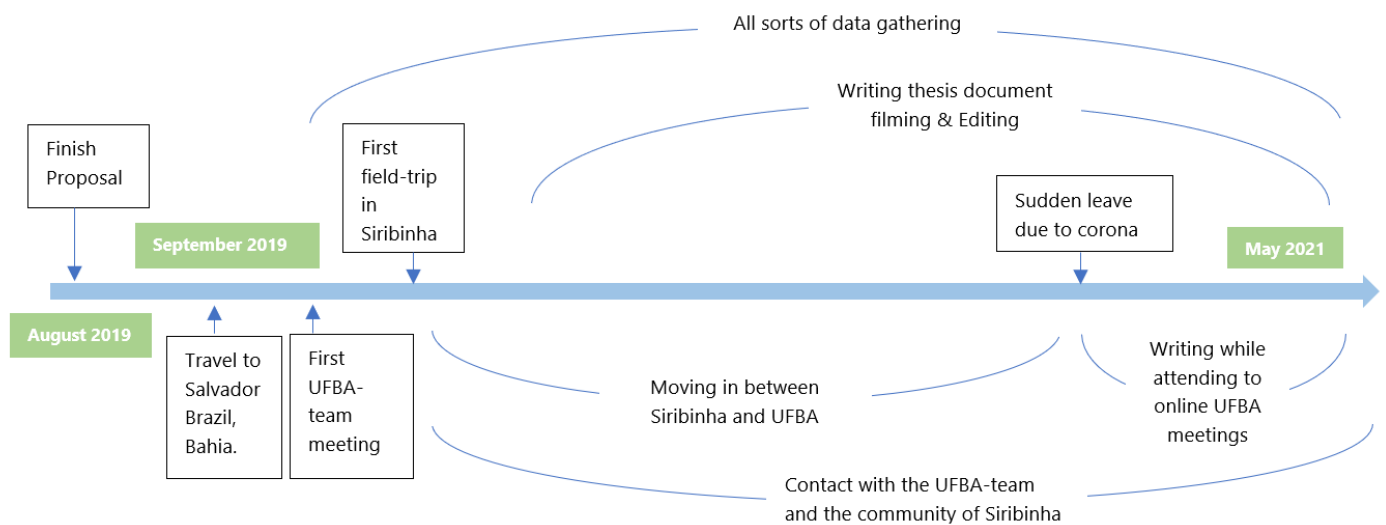 All sorts of data gathering
Writing thesis document
filming & Editing
Finish
Proposal
First
field-trip
in
Siribinha
Sudden leave
due to corona
September 2019
May 2021
August 2019
Travel to
Salvador
Brazil,
Bahia.
First
UFBA-
team
meeting
Moving in between
Siribinha and UFBA
Writing while
attending to
online UFBA
meetings
Contact with the UFBA-team
and the community of Siribinha